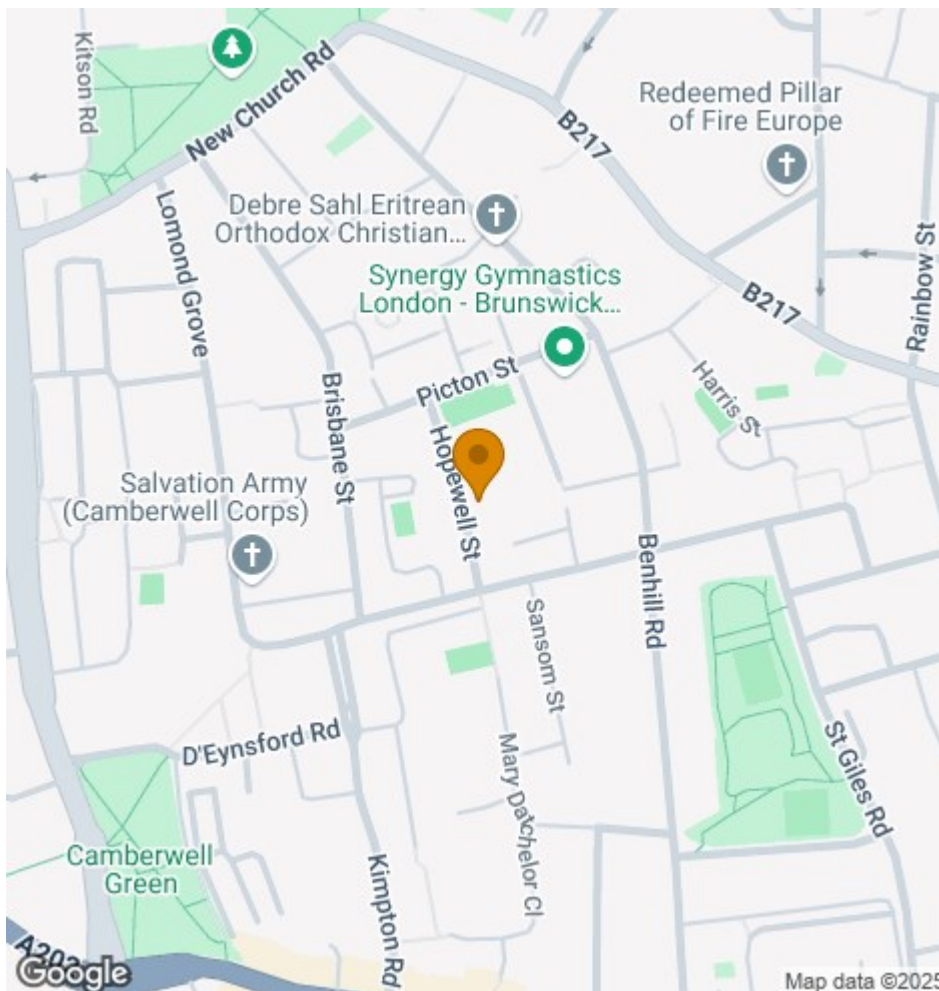 Kitson Rd
New Church Rd
B217
Redeemed Pillar
of Fire Europe
Debre Sahl Eritrean
Orthodox Christian...
Lomond Grove
Synergy Gymnastics
London - Brunswick...
B217
Rainbow St
Picton St
Harris St
Brisbane St
Hopewell St
Salvation Army
(Camberwell Corps)
Benhill Rd
Sansom St
D'Eynsford Rd
Mary Datchelor Cl
St Giles Rd
Camberwell
Green
Kimpton Rd
A202
Google
Map data ©2025